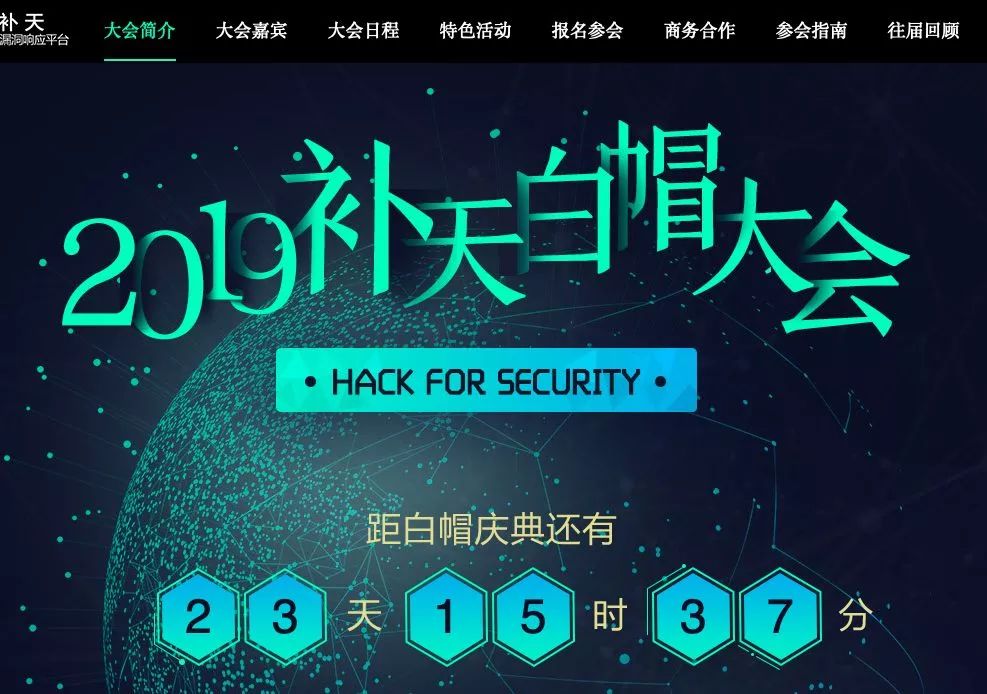 补天
漏洞响应平台
大会简介 大会嘉宾 大会日程 特色活动 报名参会 商务合作 参会指南 往届回顾
2019补天白帽大会
• HACK FOR SECURITY •
距白帽庆典还有
23天15时37分